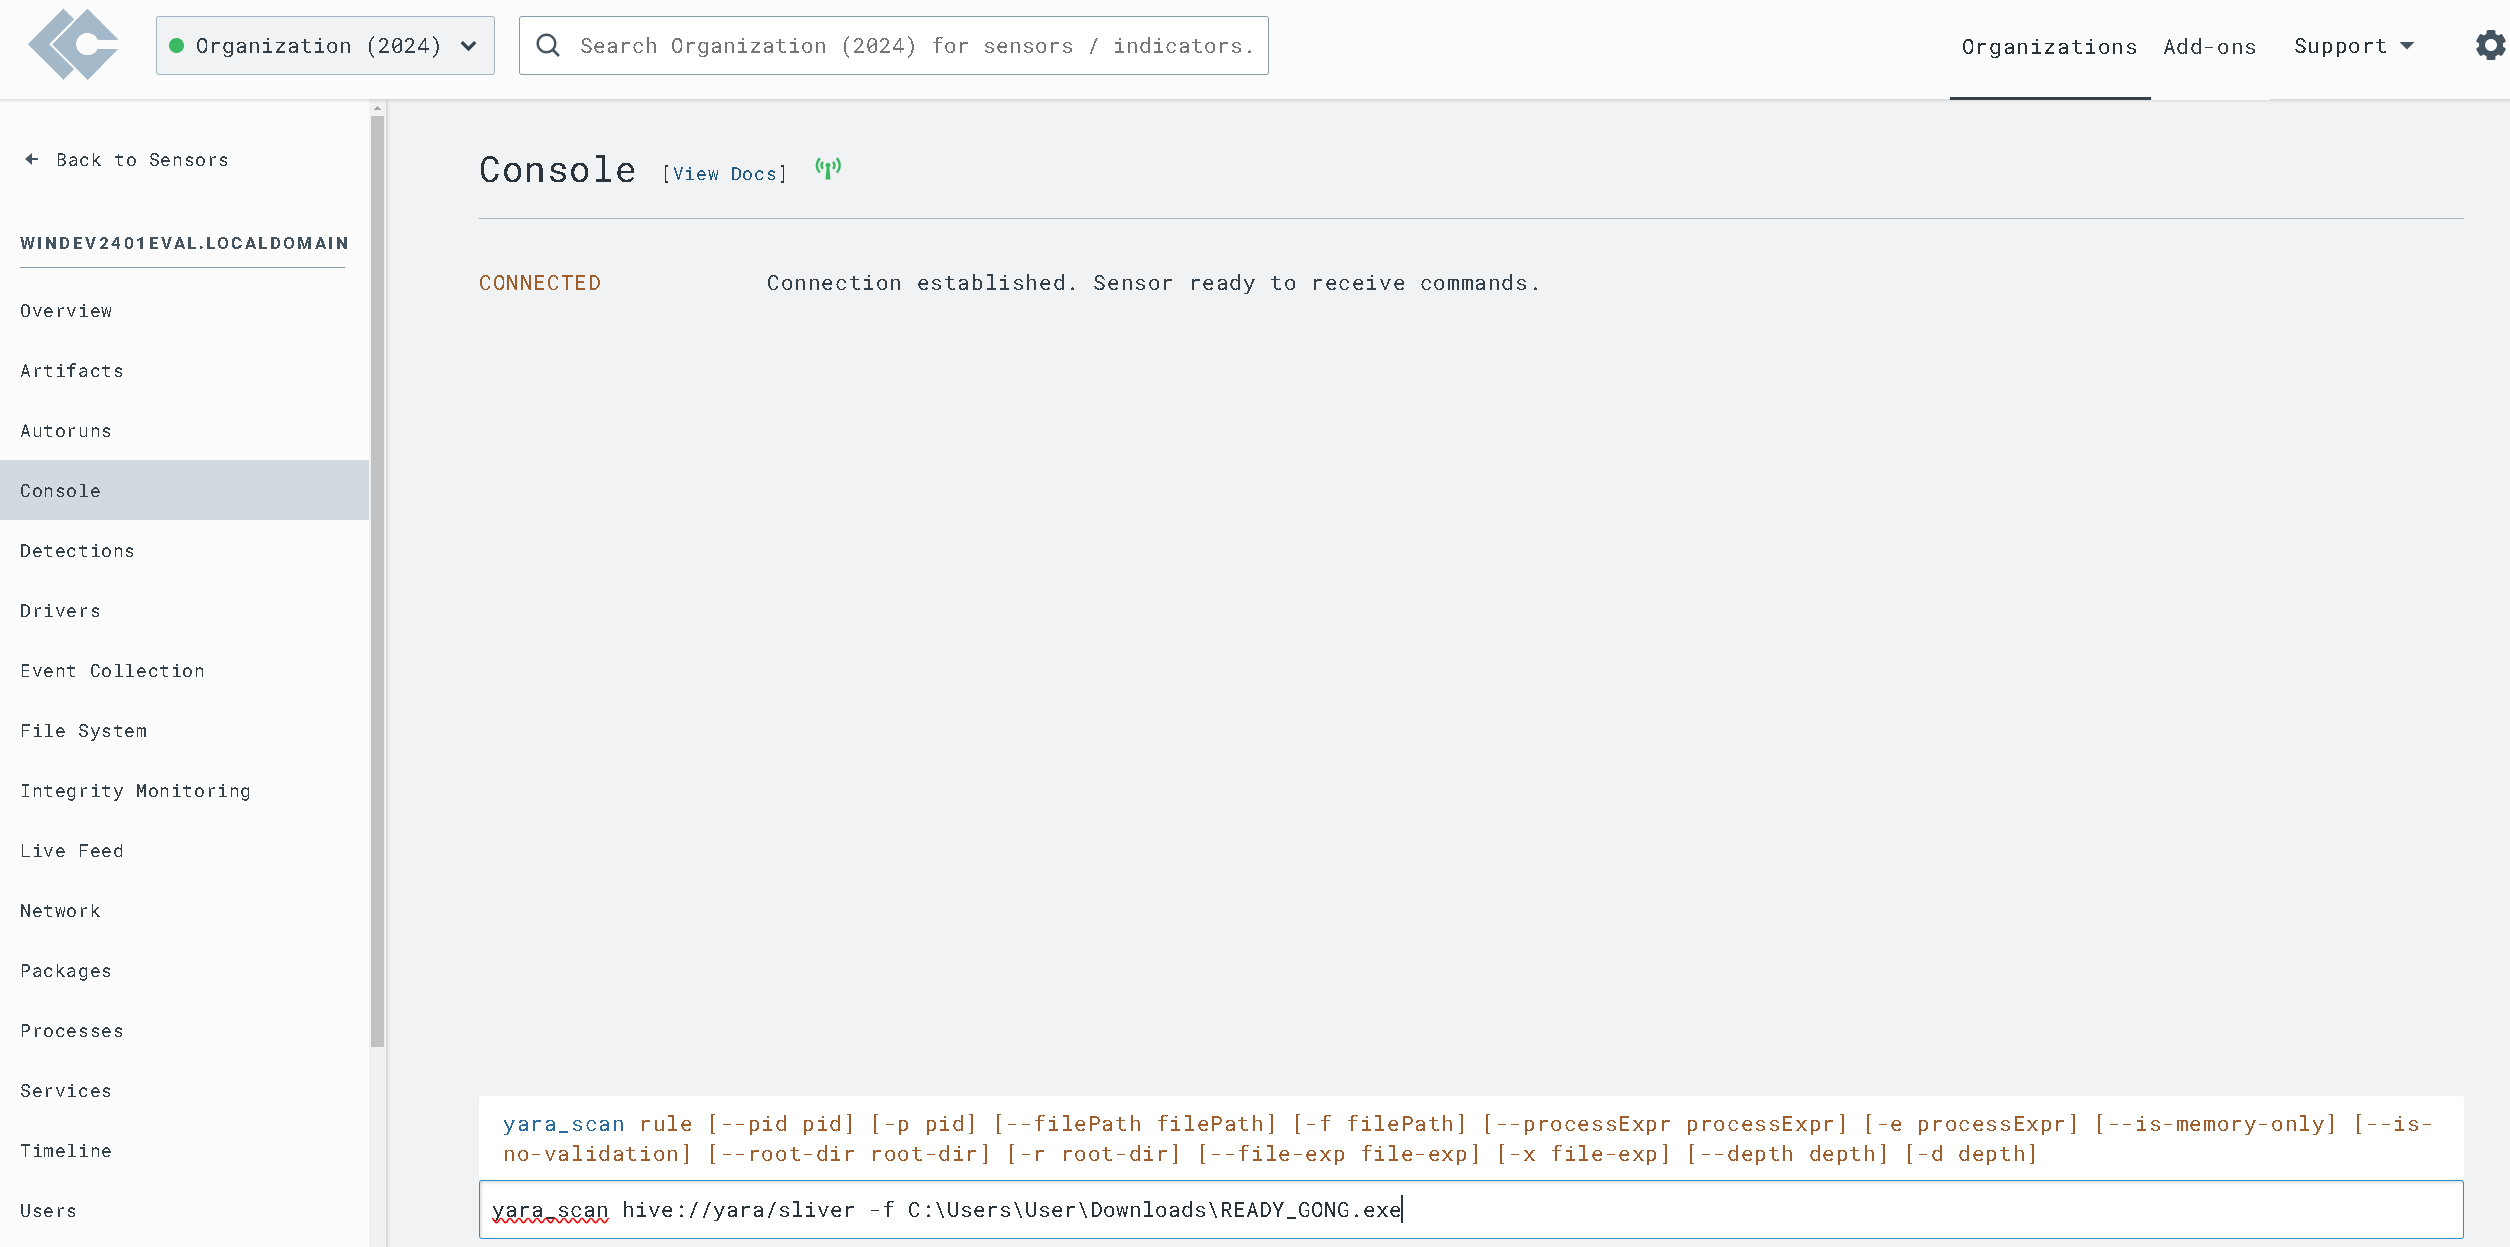 Organization (2024)
Search Organization (2024) for sensors / indicators.
Organizations
Add-ons
Support
Back to Sensors
WINDEV2401EVAL.LOCALDOMAIN
Overview
Artifacts
Autoruns
Console
Detections
Drivers
Event Collection
File System
Integrity Monitoring
Live Feed
Network
Packages
Processes
Services
Timeline
Users
Console [View Docs]
CONNECTED Connection established. Sensor ready to receive commands.
yara_scan rule [--pid pid] [-p pid] [--filePath filePath] [-f filePath] [--processExpr processExpr] [-e processExpr] [--is-memory-only] [--is-
no-validation] [--root-dir root-dir] [-r root-dir] [--file-exp file-exp] [-x file-exp] [--depth depth] [-d depth]
yara_scan hive://yara/sliver -f C:\Users\User\Downloads\READY_GONG.exe